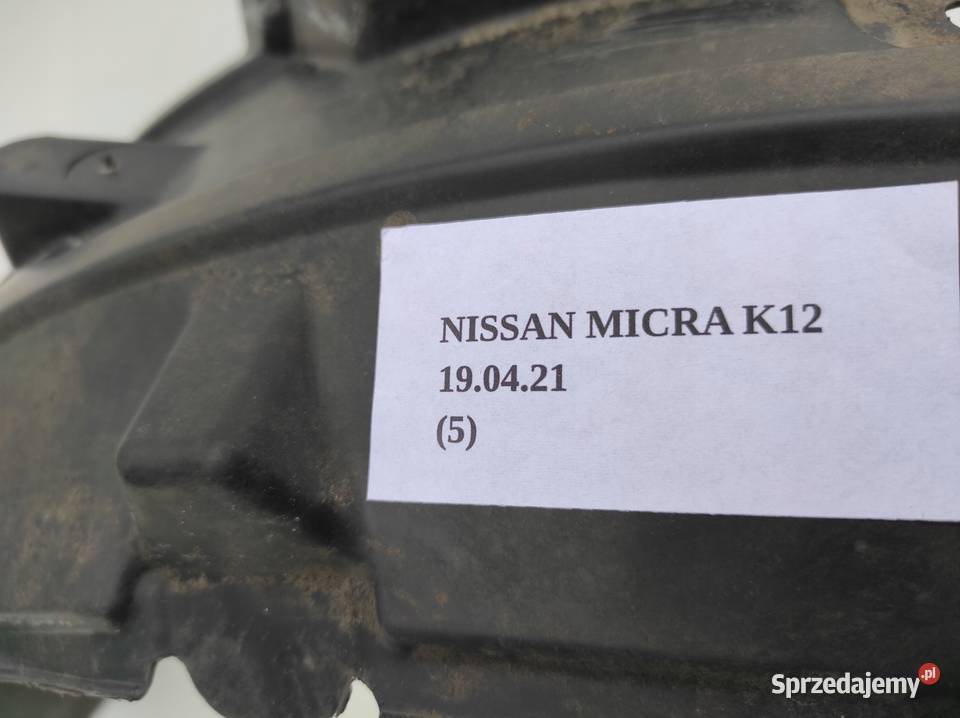 NISSAN MICRA K12
19.04.21
(5)
Sprzedajemy.pl